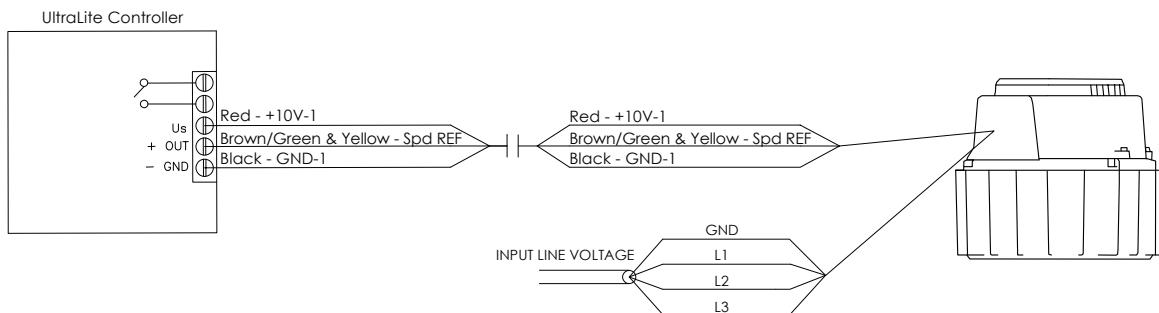 UltraLite Controller
Us
+ OUT
− GND
Red - +10V-1
Brown/Green & Yellow - Spd REF
Black - GND-1
Red - +10V-1
Brown/Green & Yellow - Spd REF
Black - GND-1
INPUT LINE VOLTAGE
GND
L1
L2
L3